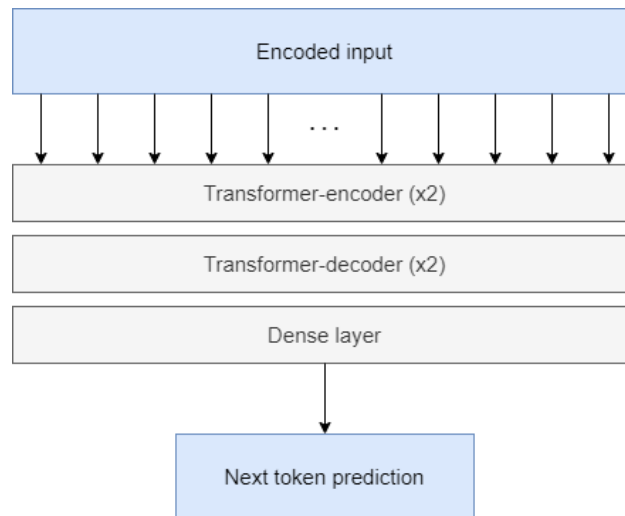 Encoded input
...
Transformer-encoder (x2)
Transformer-decoder (x2)
Dense layer
Next token prediction